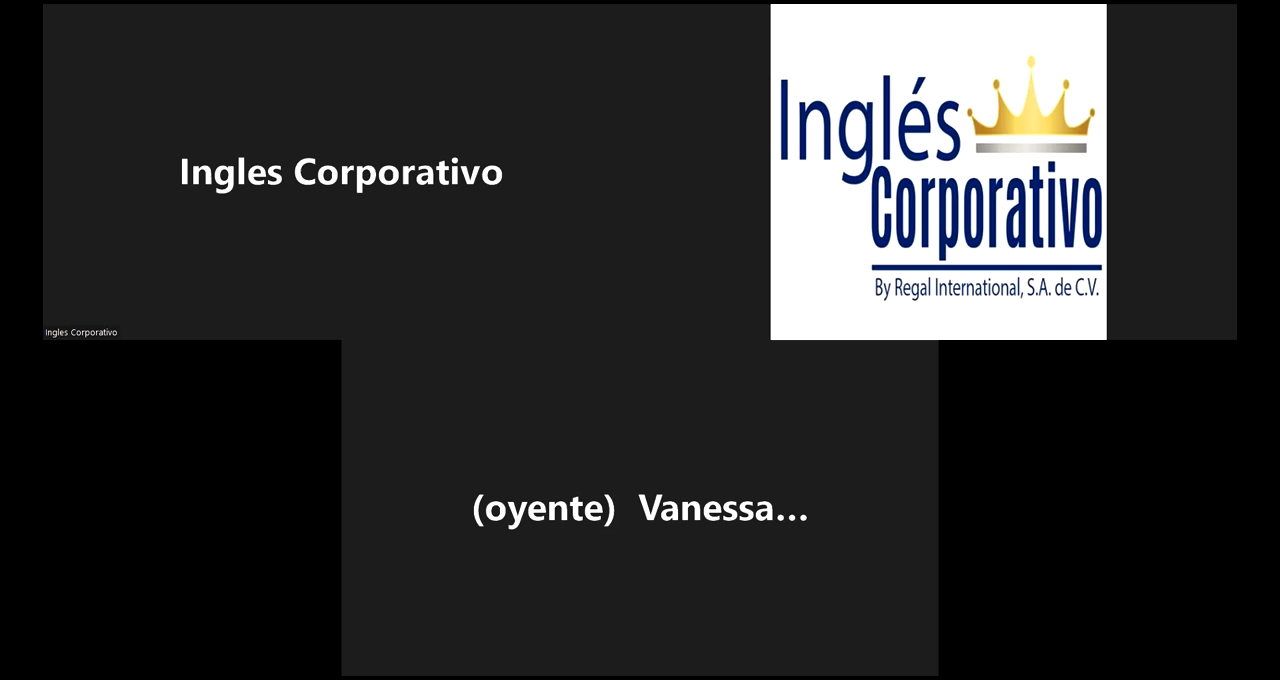 Ingles Corporativo
Inglés
Corporativo
By Regal International, S.A. de C.V.
Ingles Corporativo
(oyente) Vanessa...